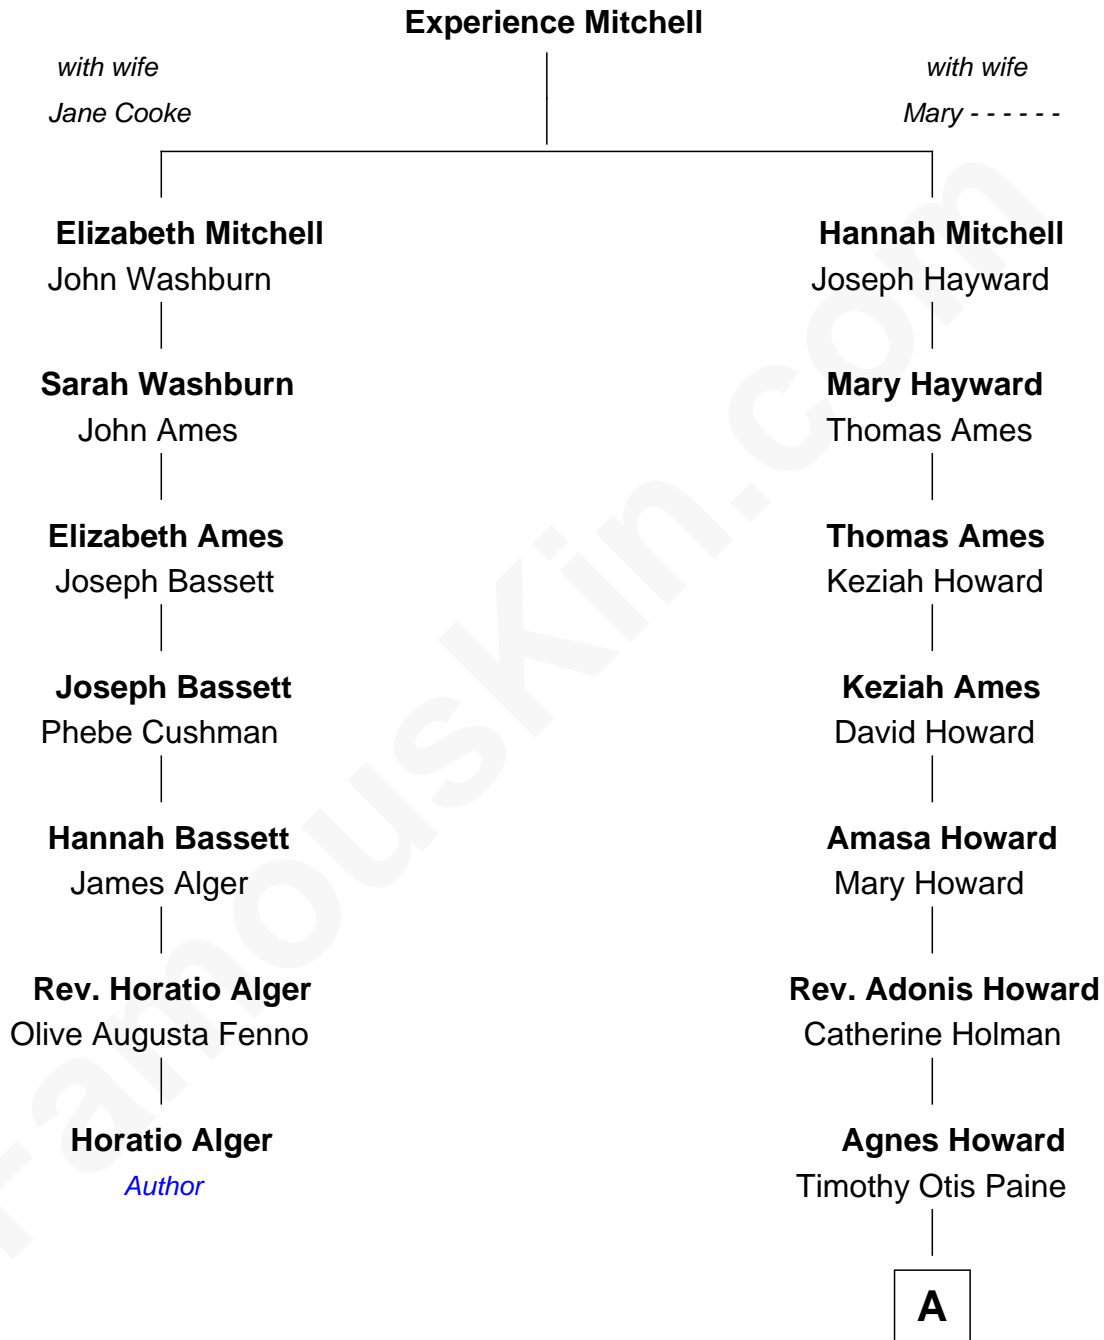 Experience Mitchell
with wife
Jane Cooke
with wife
Mary - - - - - -
Elizabeth Mitchell
John Washburn
Hannah Mitchell
Joseph Hayward
Sarah Washburn
John Ames
Mary Hayward
Thomas Ames
Elizabeth Ames
Joseph Bassett
Thomas Ames
Keziah Howard
Joseph Bassett
Phebe Cushman
Keziah Ames
David Howard
Hannah Bassett
James Alger
Amasa Howard
Mary Howard
Rev. Horatio Alger
Olive Augusta Fenno
Rev. Adonis Howard
Catherine Holman
Horatio Alger
Author
Agnes Howard
Timothy Otis Paine
A
FamousKin.com